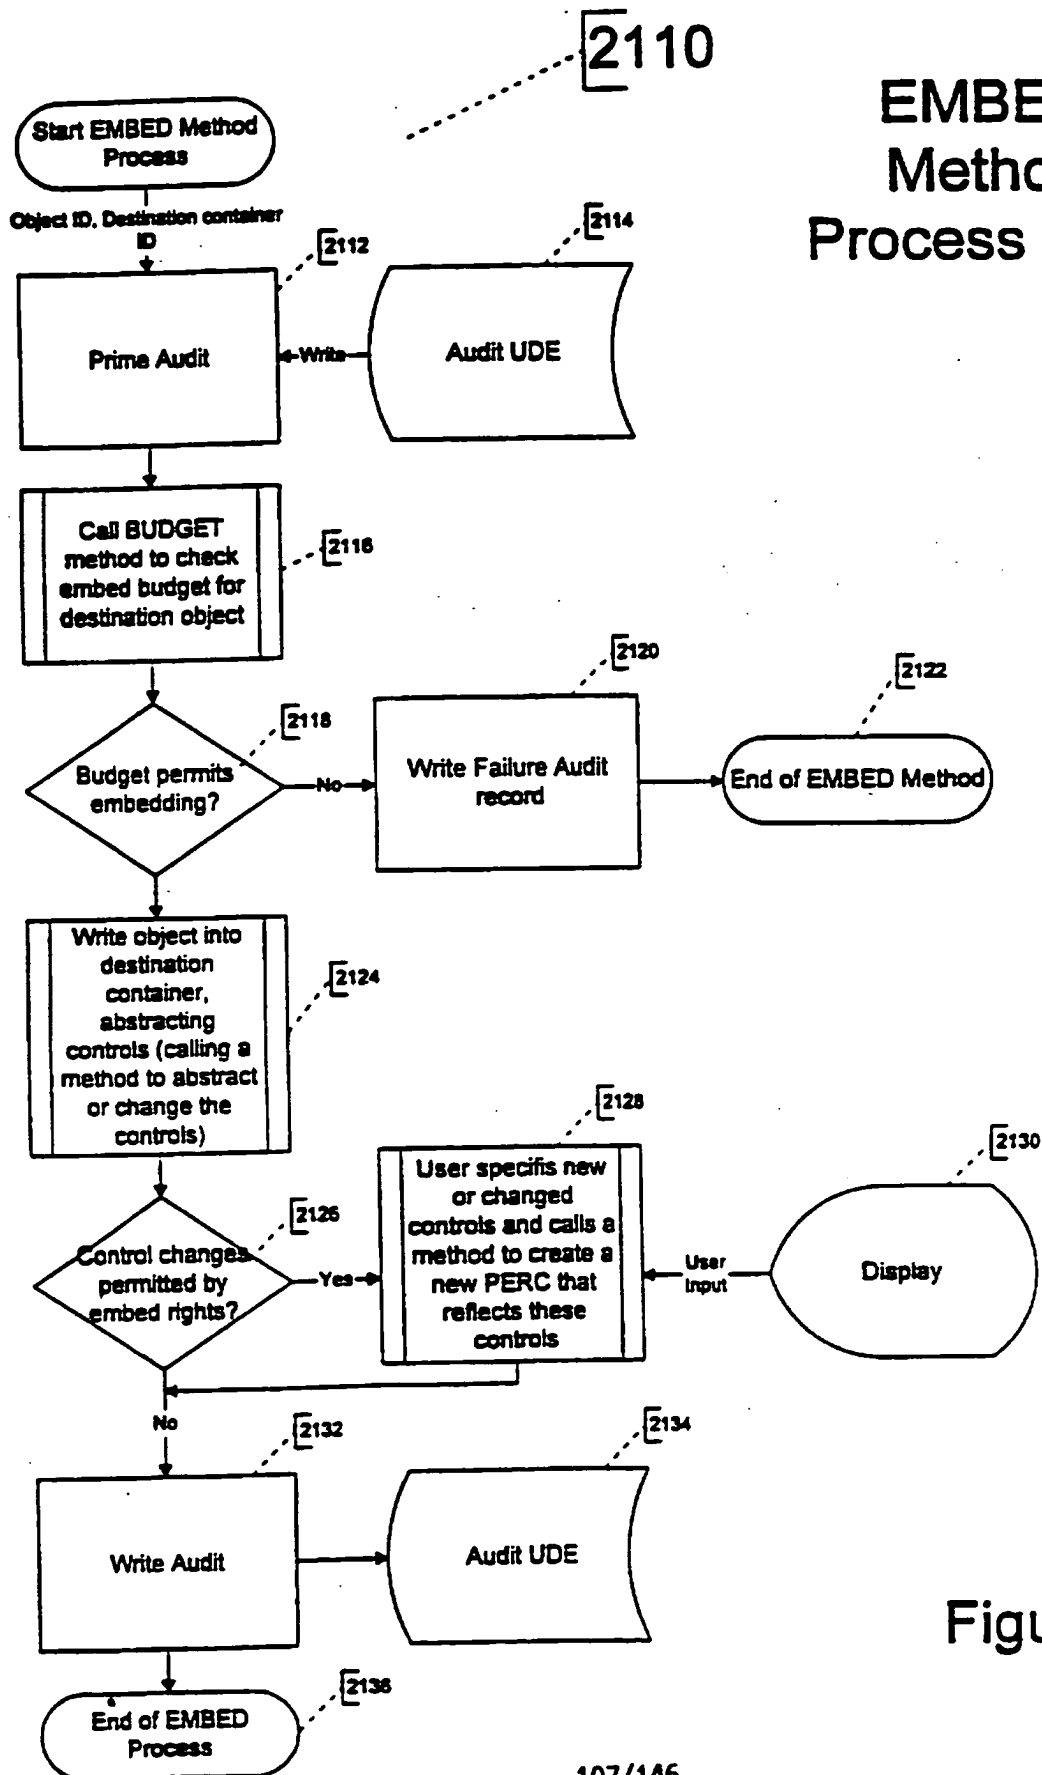 2110
EMBE
Metho
Process
Start EMBED Method
Process
Object ID, Destination container
ID
2112
2114
Prime Audit
Write
Audit UDE
Call BUDGET
method to check
embed budget for
destination object
2116
2118
Budget permits
embedding?
No
2120
Write Failure Audit
record
2122
End of EMBED Method
Write object into
destination
container,
abstracting
controls (calling a
method to abstract
or change the
controls)
2124
2126
Control changes
permitted by
embed rights?
Yes
2128
User specifis new
or changed
controls and calls a
method to create a
new PERC that
reflects these
controls
User
Input
2130
Display
No
2132
Write Audit
2134
Audit UDE
Figu
2136
End of EMBED
Process
107/146